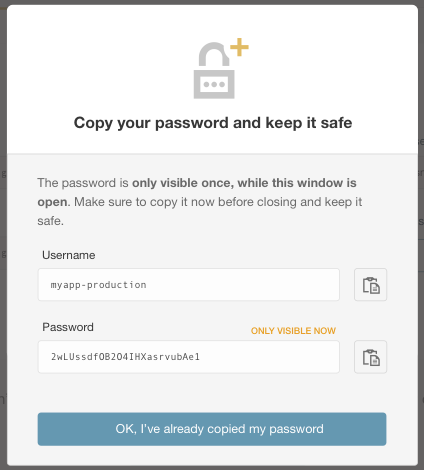 Copy your password and keep it safe
The password is only visible once, while this window is
open. Make sure to copy it now before closing and keep it
safe.
Username
myapp-production
Password
ONLY VISIBLE NOW
2wLUssdfOB2O4IHXasrvubAe1
OK, I've already copied my password